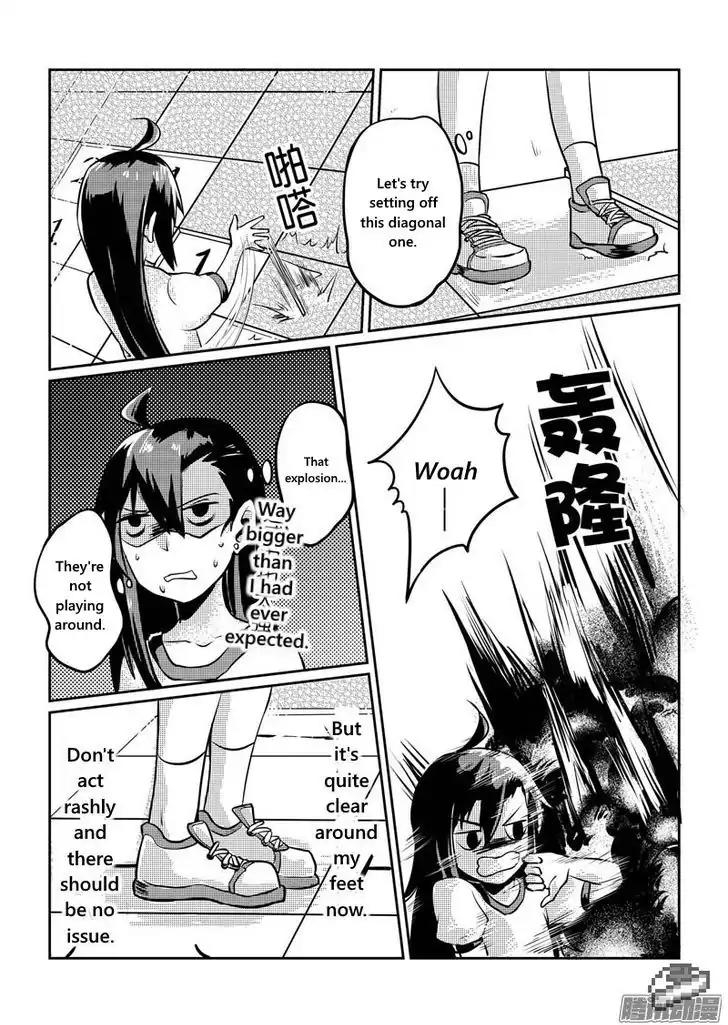 Let's try
setting off
this diagonal
one.
啪
嗒
1
1
Woah
轰
隆
That
explosion...
Way
bigger
than
I had
ever
expected.
They're
not
playing
around.
But
it's
quite
clear
around
my
feet
now.
Don't
act
rashly
and
there
should
be no
issue.
腾讯动漫